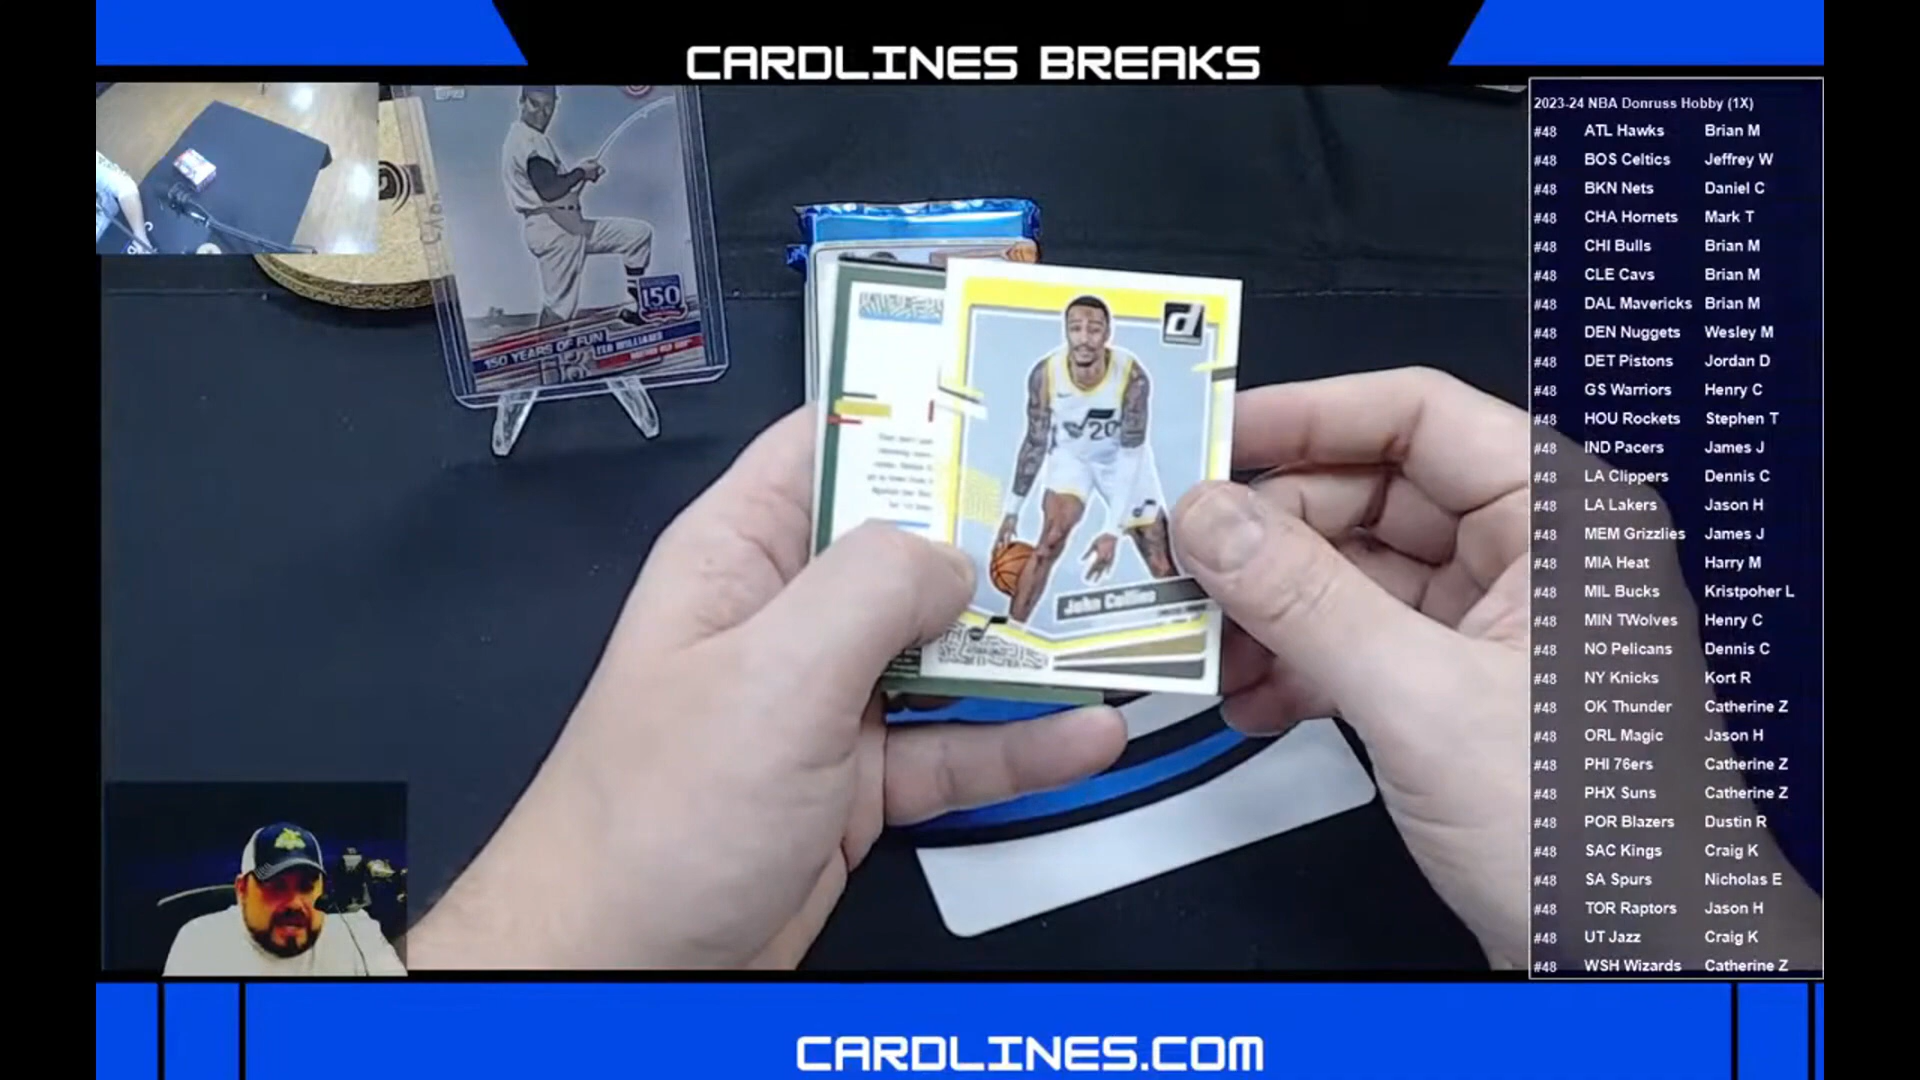 CARDLINES BREAKS
2023-24 NBA Donruss Hobby (1X)
#48 ATL Hawks Brian M
#48 BOS Celtics Jeffrey W
#48 BKN Nets Daniel C
#48 CHA Hornets Mark T
#48 CHI Bulls Brian M
#48 CLE Cavs Brian M
#48 DAL Mavericks Brian M
#48 DEN Nuggets Wesley M
#48 DET Pistons Jordan D
#48 GS Warriors Henry C
#48 HOU Rockets Stephen T
#48 IND Pacers James J
#48 LA Clippers Dennis C
#48 LA Lakers Jason H
#48 MEM Grizzlies James J
#48 MIA Heat Harry M
#48 MIL Bucks Kristpoher L
#48 MIN TWolves Henry C
#48 NO Pelicans Dennis C
#48 NY Knicks Kort R
#48 OK Thunder Catherine Z
#48 ORL Magic Jason H
#48 PHI 76ers Catherine Z
#48 PHX Suns Catherine Z
#48 POR Blazers Dustin R
#48 SAC Kings Craig K
#48 SA Spurs Nicholas E
#48 TOR Raptors Jason H
#48 UT Jazz Craig K
#48 WSH Wizards Catherine Z
TOPPS
150
150 YEARS OF FUN
TED WILLIAMS
d
20
John Collins
CARDLINES.COM